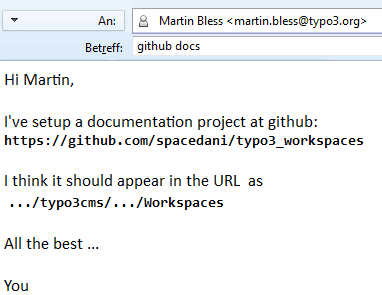 An: Martin Bless <martin.bless@typo3.org>
Betreff: github docs
Hi Martin,
I've setup a documentation project at github:
https://github.com/spacedani/typo3_workspaces
I think it should appear in the URL  as
.../typo3cms/.../Workspaces
All the best ...
You